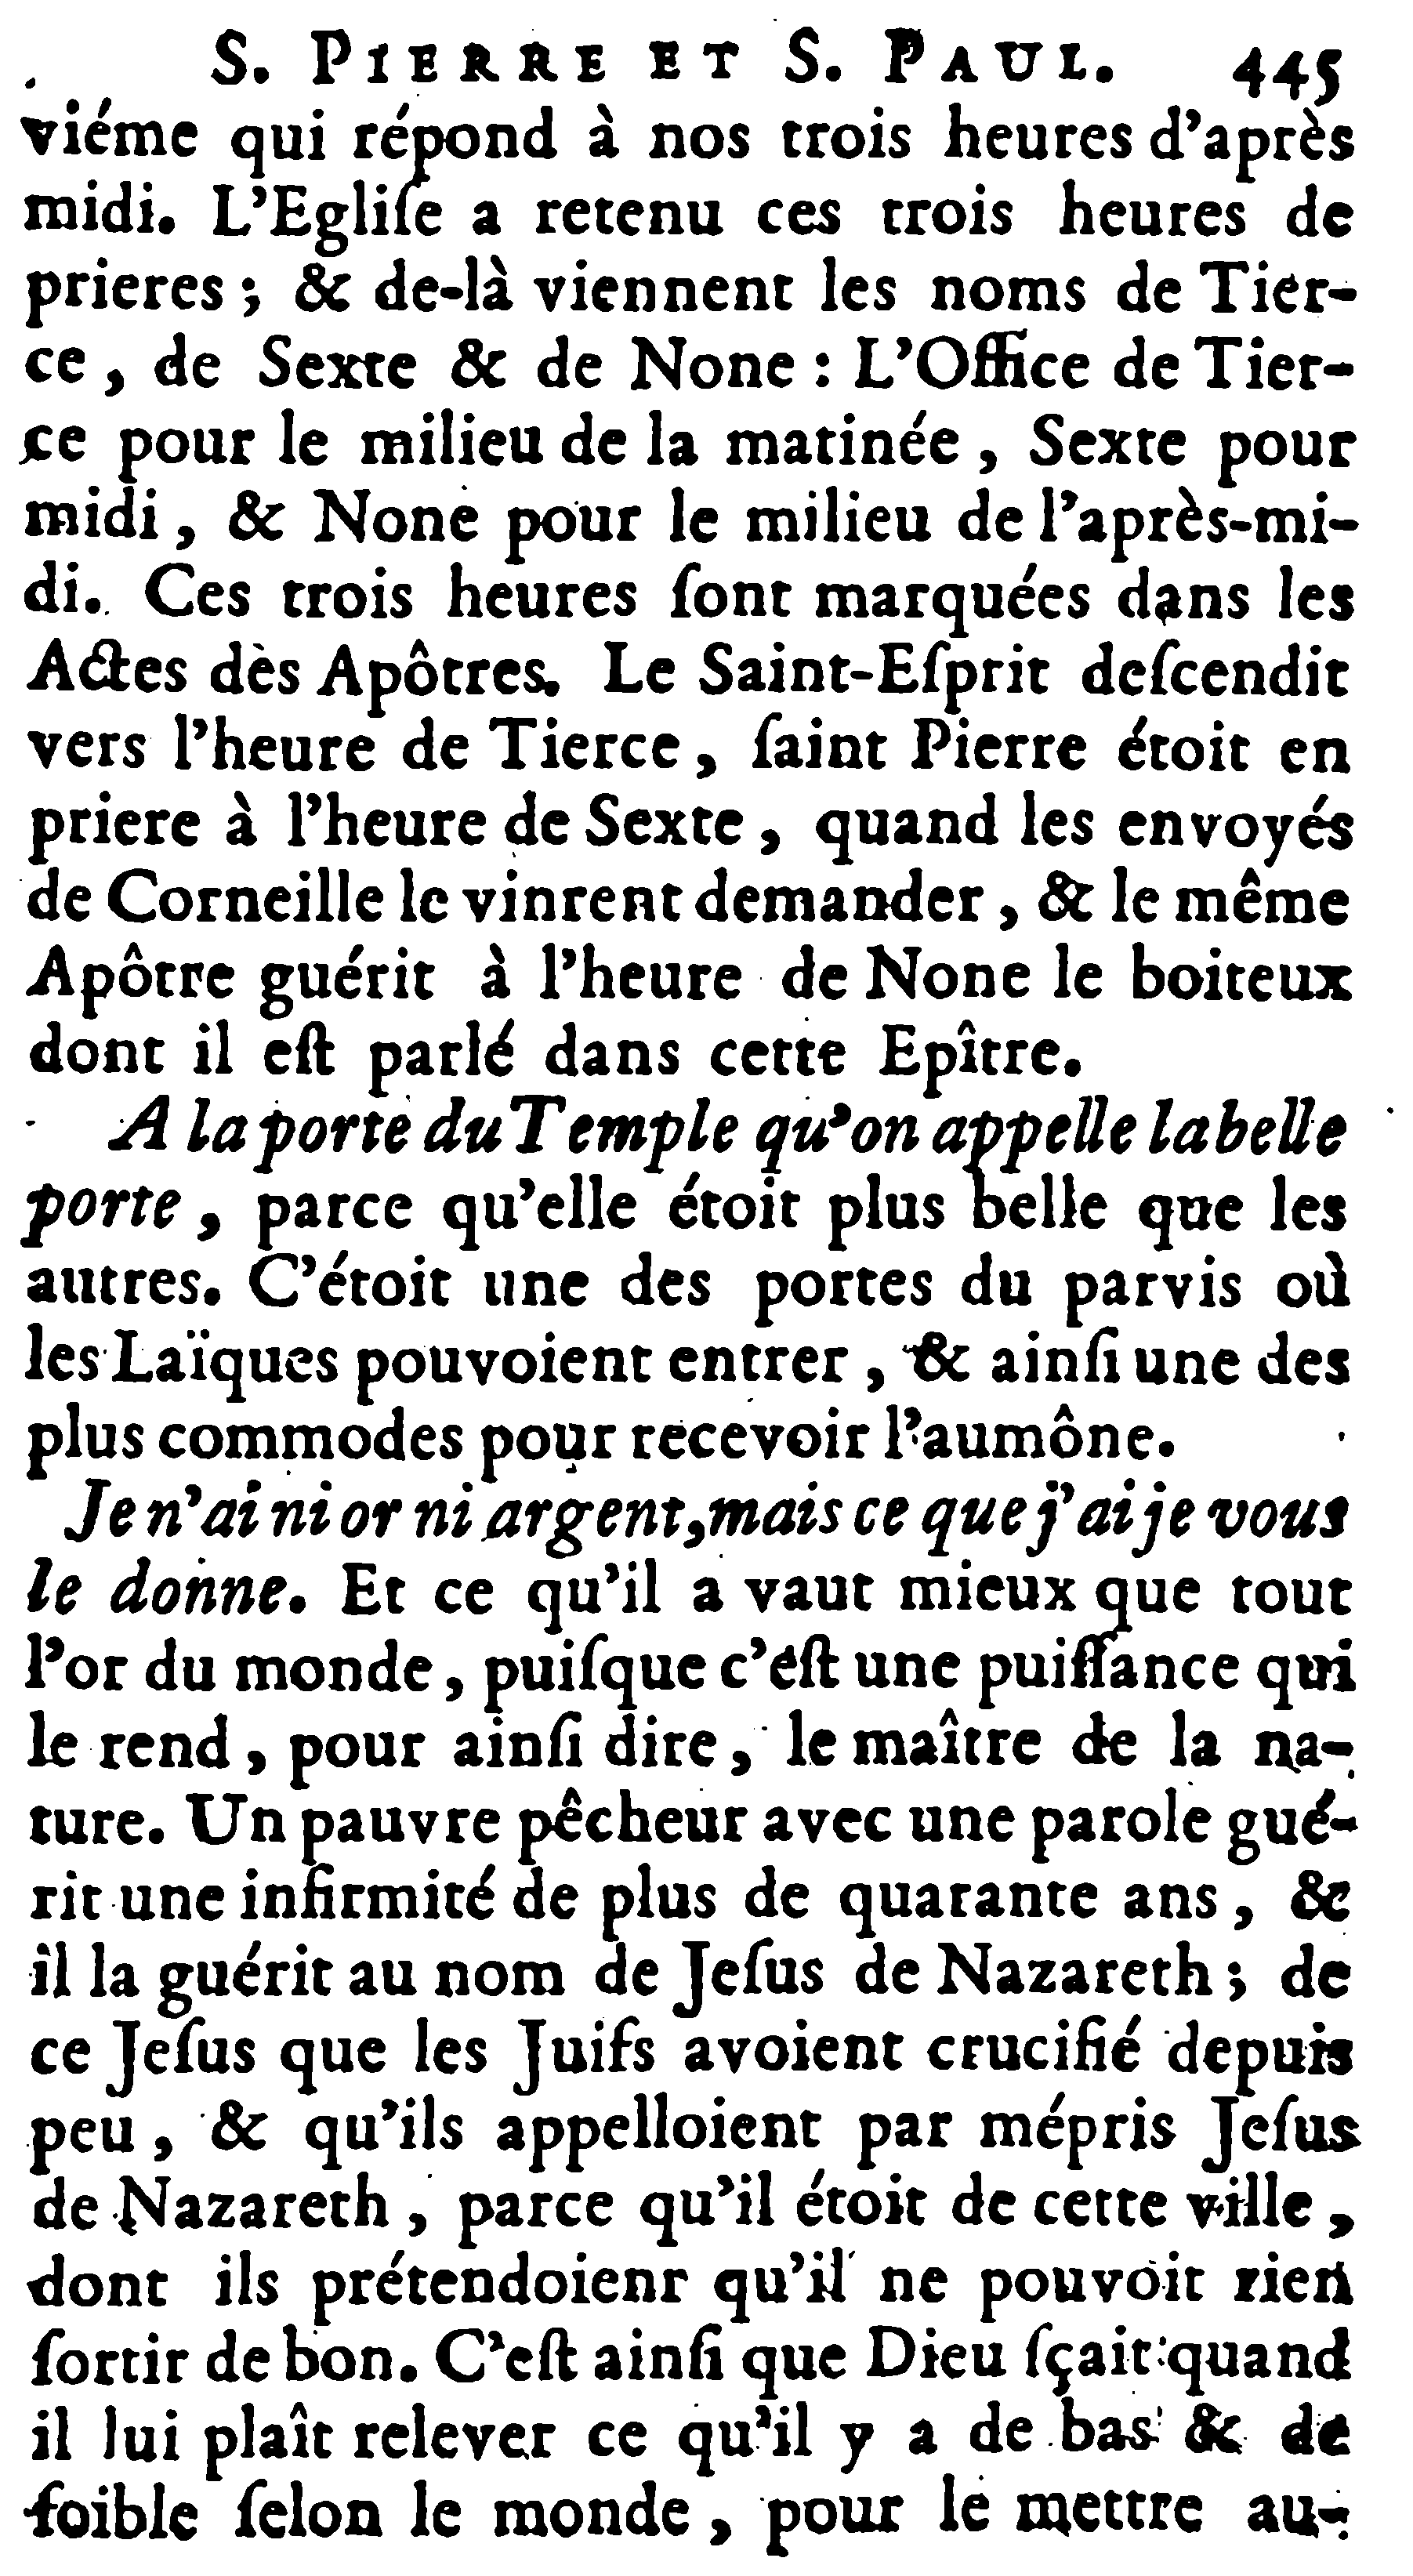 S. PIERRE ET S. PAUL. 445
viéme qui répond à nos trois heures d'après
midi. L'Egliſe a retenu ces trois heures de
prieres ; & de-là viennent les noms de Tier-
ce , de Sexte & de None : L'Office de Tier-
ce pour le milieu de la matinée , Sexte pour
midi , & None pour le milieu de l'après-mi-
di. Ces trois heures ſont marquées dans les
Actes dès Apôtres. Le Saint-Eſprit deſcendit
vers l'heure de Tierce , ſaint Pierre étoit en
priere à l'heure de Sexte , quand les envoyés
de Corneille le vinrent demander , & le même
Apôtre guérit à l'heure de None le boiteux
dont il eſt parlé dans cette Epître.
A la porte du Temple qu'on appelle la belle
porte , parce qu'elle étoit plus belle que les
autres. C'étoit une des portes du parvis où
les Laïques pouvoient entrer , & ainſi une des
plus commodes pour recevoir l'aumône.
Je n'ai ni or ni argent, mais ce que j'ai je vous
le donne. Et ce qu'il a vaut mieux que tout
l'or du monde , puiſque c'eſt une puiſſance qui
le rend , pour ainſi dire , le maître de la na-
ture. Un pauvre pêcheur avec une parole gué-
rit une infirmité de plus de quarante ans , &
il la guérit au nom de Jeſus de Nazareth ; de
ce Jeſus que les Juifs avoient crucifié depuis
peu , & qu'ils appelloient par mépris Jeſus
de Nazareth , parce qu'il étoit de cette ville ,
dont ils prétendoienr qu'il ne pouvoit rien
ſortir de bon. C'eſt ainſi que Dieu ſçait quand
il lui plaît relever ce qu'il y a de bas & de
foible ſelon le monde , pour le mettre au-